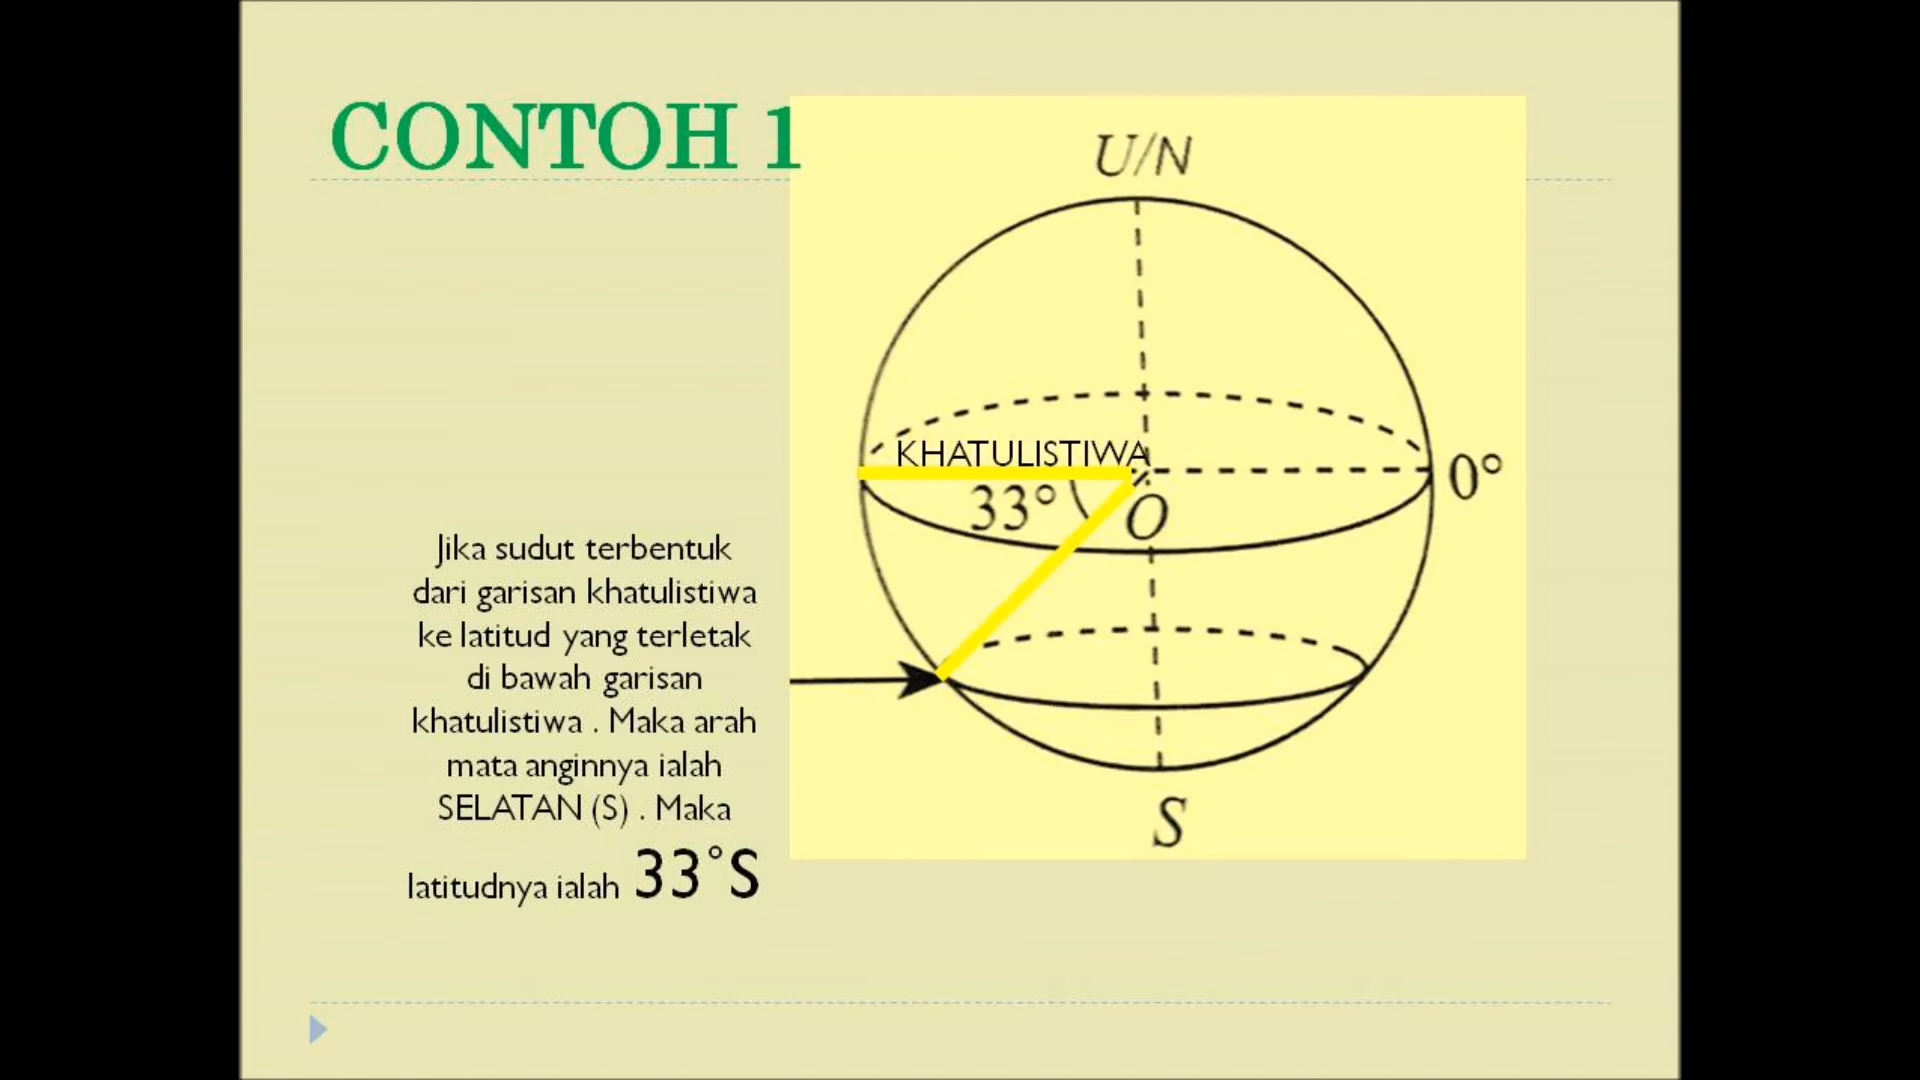 CONTOH 1
U/N
KHATULISTIWA
0°
33°
O
Jika sudut terbentuk
dari garisan khatulistiwa
ke latitud yang terletak
di bawah garisan
khatulistiwa . Maka arah
mata anginnya ialah
SELATAN (S) . Maka
latitudnya ialah 33°S
S